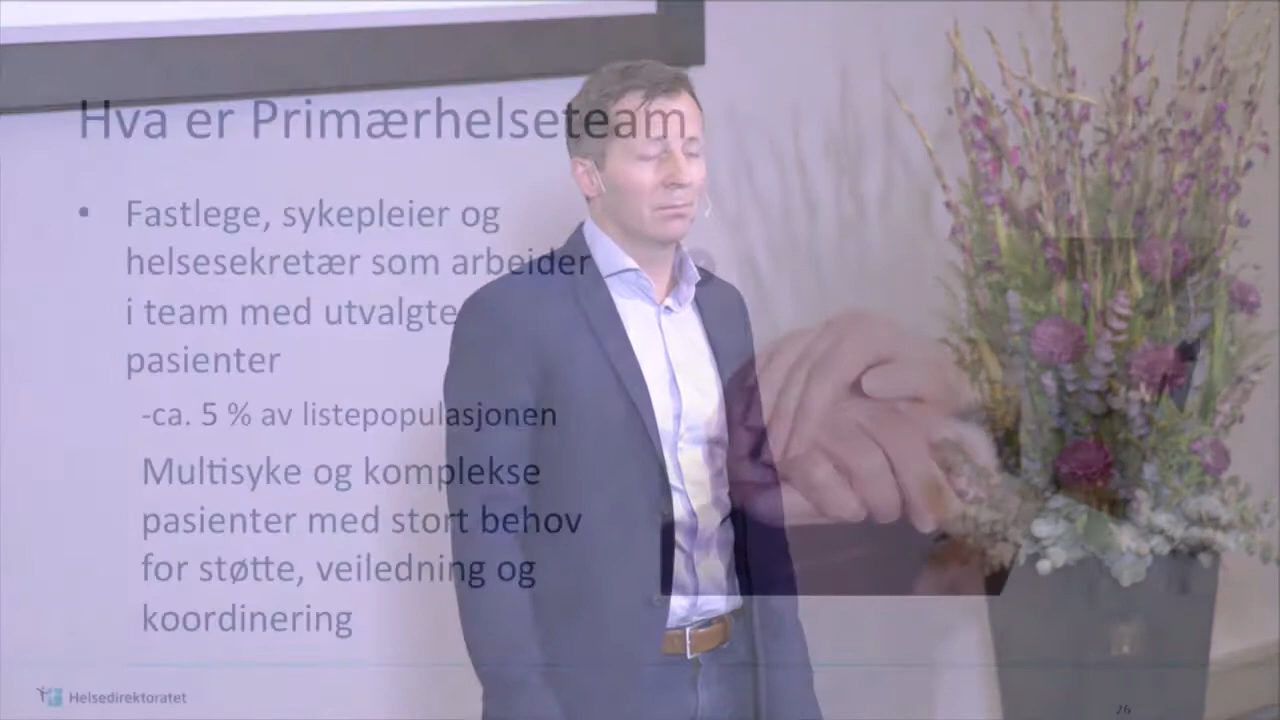 Hva er Primærhelseteam
• Fastlege, sykepleier og
helsesekretær som arbeider
i team med utvalgte
pasienter
-ca. 5 % av listepopulasjonen
Multisyke og komplekse
pasienter med stort behov
for støtte, veiledning og
koordinering
Helsedirektoratet
26